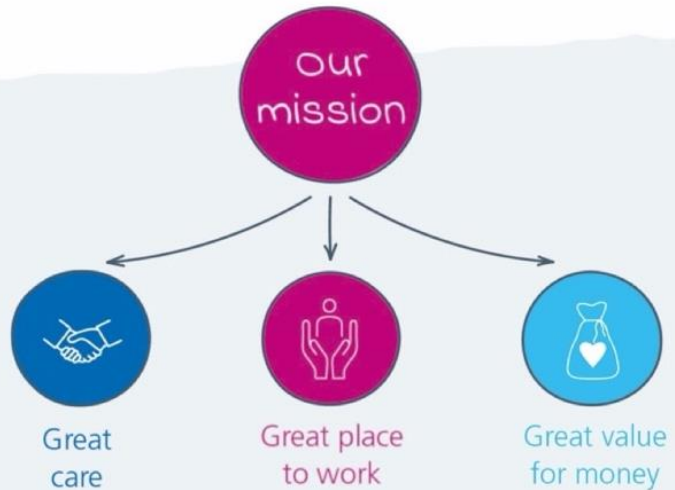 our
mission
Great
care
Great place
to work
Great value
for money